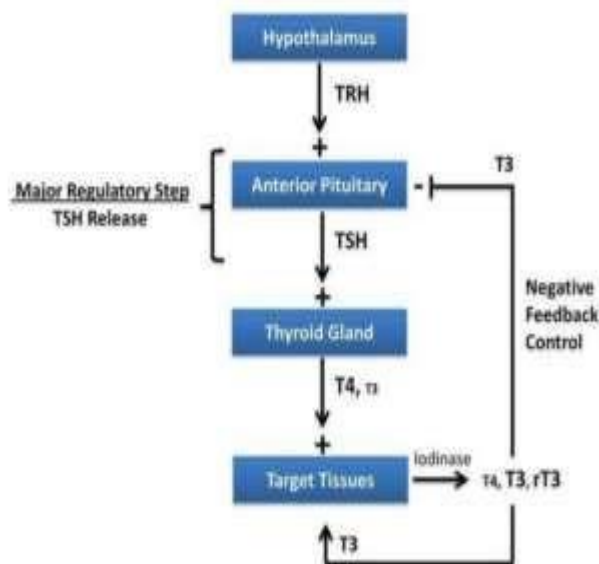 Hypothalamus
TRH
+
Anterior Pituitary
-
T3
Major Regulatory Step
TSH Release
TSH
+
Negative
Feedback
Control
Thyroid Gland
T4, T3
+
Target Tissues
Iodinase
T4, T3, rT3
T3